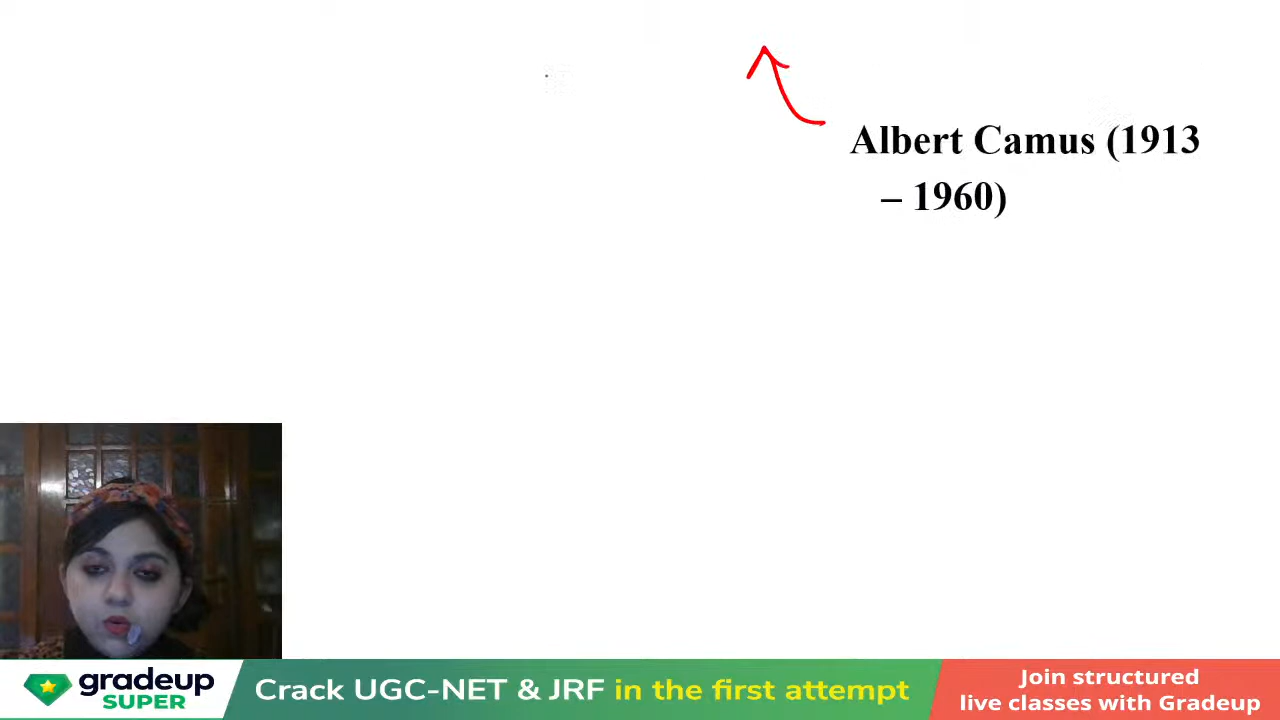 Albert Camus (1913
– 1960)
gradeup
SUPER
Crack UGC-NET & JRF in the first attempt
Join structured
live classes with Gradeup